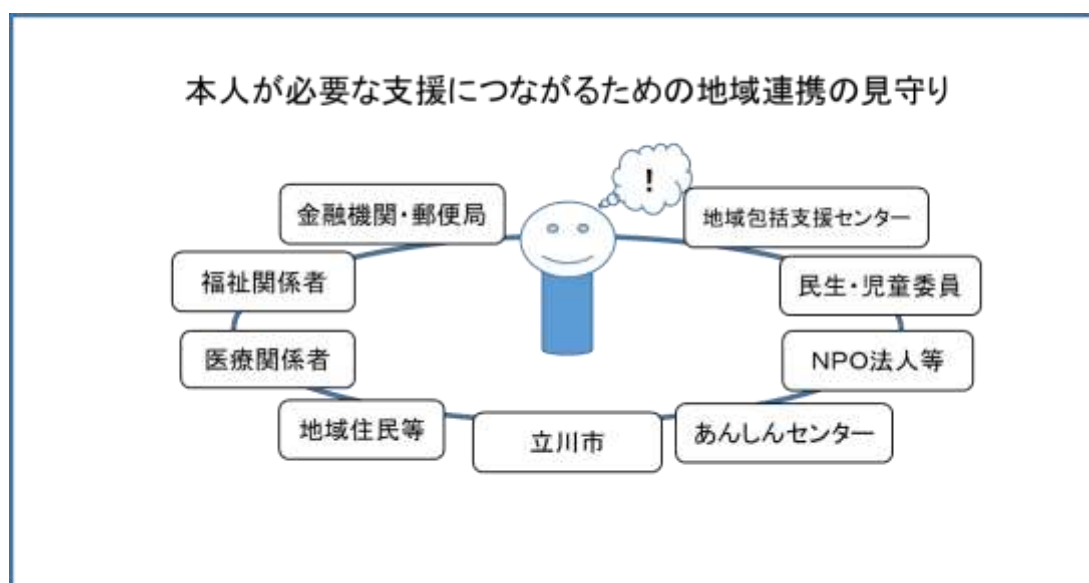 本人が必要な支援につながるための地域連携の見守り
!
金融機関・郵便局
地域包括支援センター
福祉関係者
民生・児童委員
医療関係者
NPO法人等
地域住民等
立川市
あんしんセンター